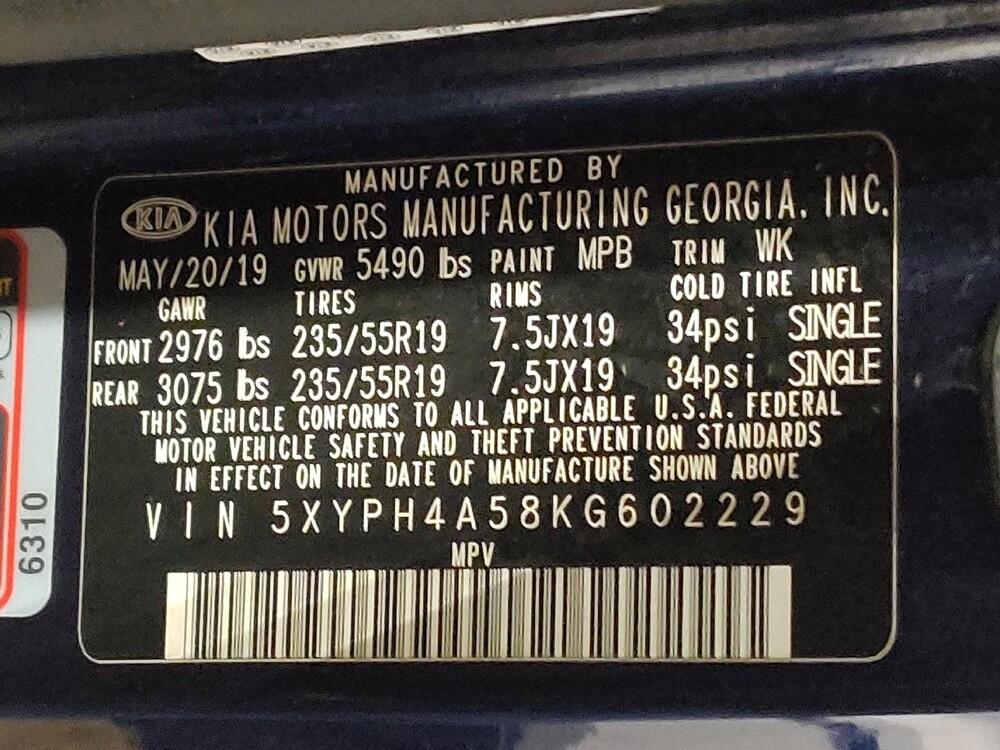 MANUFACTURED BY
KIA KIA MOTORS MANUFACTURING GEORGIA, INC.
MAY/20/19 GVWR 5490 lbs PAINT MPB TRIM WK
GAWR TIRES RIMS COLD TIRE INFL
FRONT 2976 lbs 235/55R19 7.5JX19 34psi SINGLE
REAR 3075 lbs 235/55R19 7.5JX19 34psi SINGLE
THIS VEHICLE CONFORMS TO ALL APPLICABLE U.S.A. FEDERAL
MOTOR VEHICLE SAFETY AND THEFT PREVENTION STANDARDS
IN EFFECT ON THE DATE OF MANUFACTURE SHOWN ABOVE
VIN 5XYPH4A58KG602229
MPV
6310